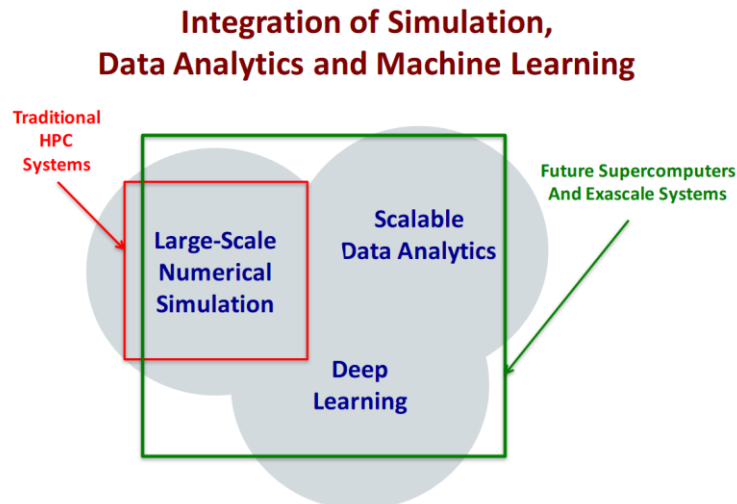 Integration of Simulation,
Data Analytics and Machine Learning
Traditional
HPC
Systems
Future Supercomputers
And Exascale Systems
Large-Scale
Numerical
Simulation
Scalable
Data Analytics
Deep
Learning